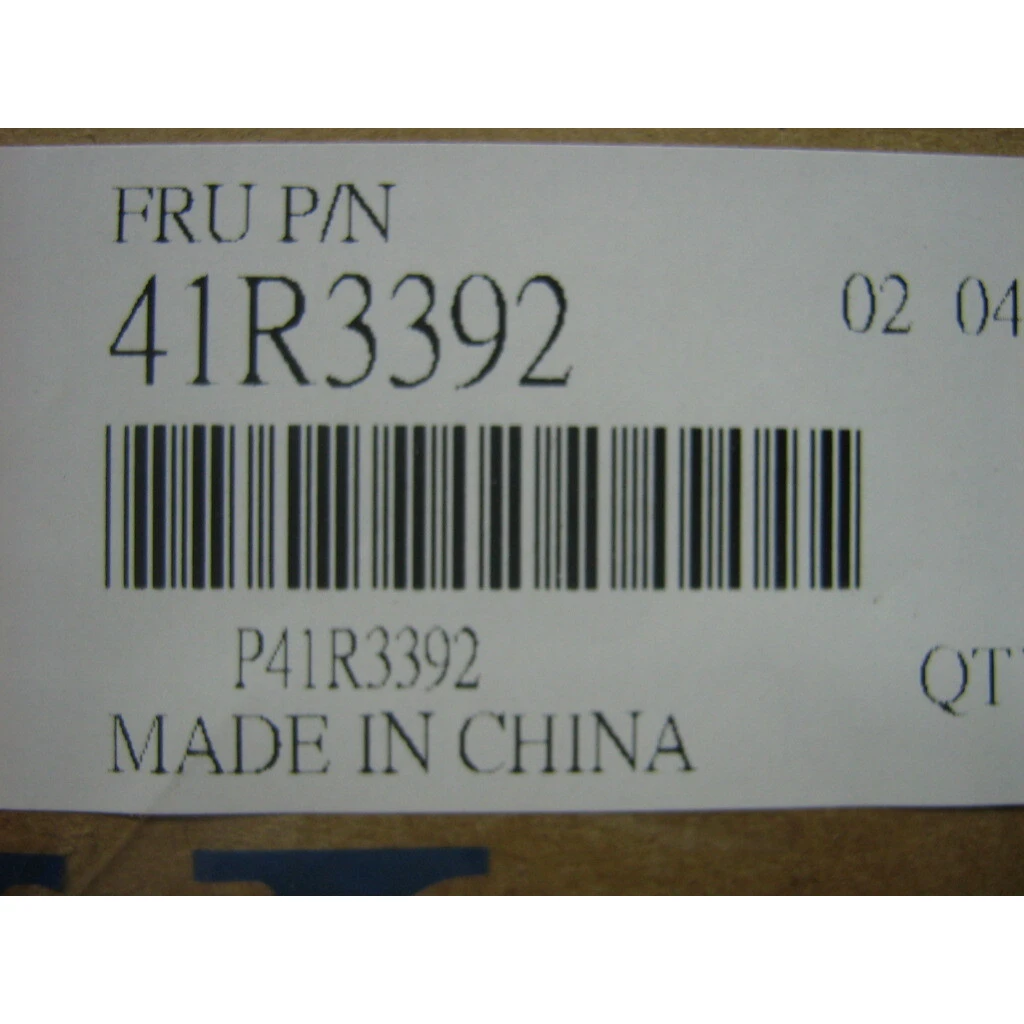 FRU P/N
41R3392
02 04
P41R3392
QT
MADE IN CHINA